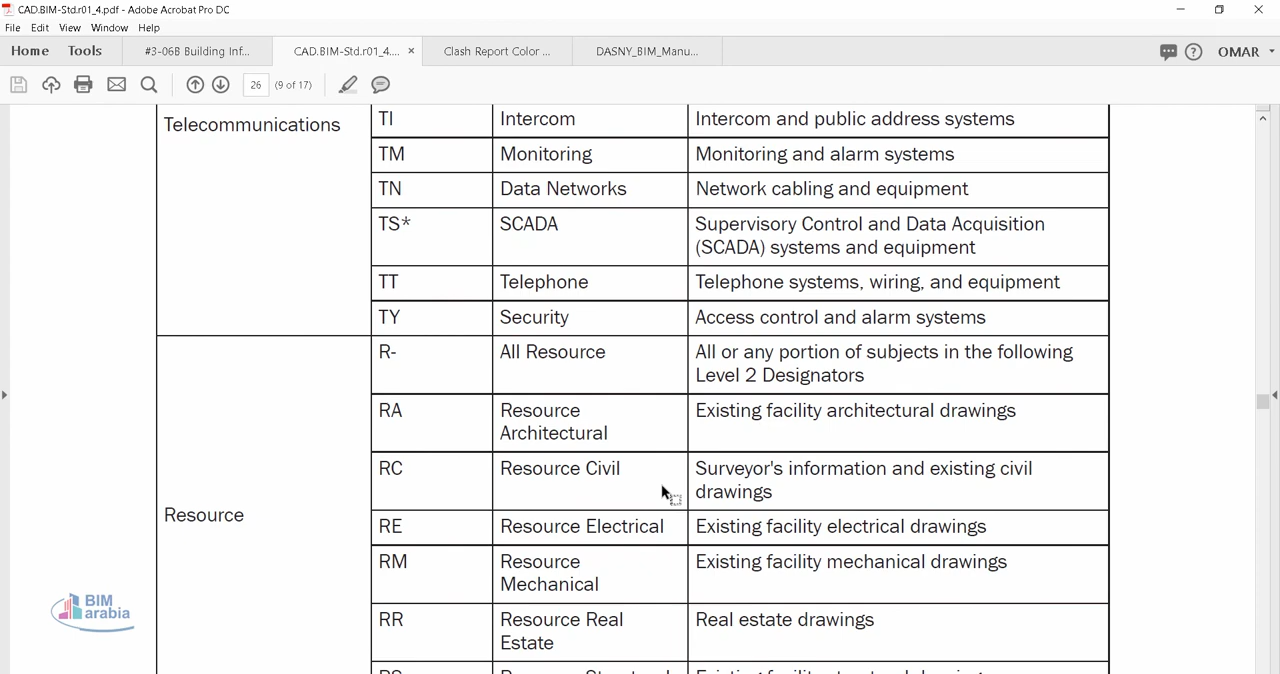 CAD.BIM-Std.r01_4.pdf - Adobe Acrobat Pro DC
File Edit View Window Help
Home Tools #3-06B Building Inf... CAD.BIM-Std.r01_4.... × Clash Report Color ... DASNY_BIM_Manu... OMAR
26 (9 of 17)
Telecommunications
TI Intercom Intercom and public address systems
TM Monitoring Monitoring and alarm systems
TN Data Networks Network cabling and equipment
TS* SCADA Supervisory Control and Data Acquisition
(SCADA) systems and equipment
TT Telephone Telephone systems, wiring, and equipment
TY Security Access control and alarm systems
Resource
R- All Resource All or any portion of subjects in the following
Level 2 Designators
RA Resource Existing facility architectural drawings
Architectural
RC Resource Civil Surveyor's information and existing civil
drawings
RE Resource Electrical Existing facility electrical drawings
RM Resource Existing facility mechanical drawings
Mechanical
RR Resource Real Real estate drawings
Estate
BIM
arabia